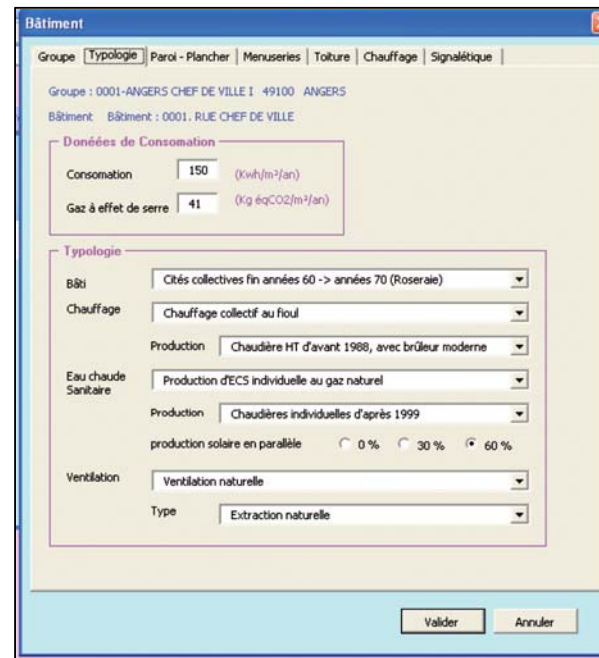 Bâtiment
Groupe Typologie Paroi - Plancher Menuseries Toiture Chauffage Signalétique
Groupe : 0001-ANGERS CHEF DE VILLE I 49100 ANGERS
Bâtiment Bâtiment : 0001. RUE CHEF DE VILLE
Donéées de Consomation
Consomation 150 (Kwh/m²/an)
Gaz à effet de serre 41 (Kg éqCO2/m²/an)
Typologie
Bâti Cités collectives fin années 60 -> années 70 (Roseraie)
Chauffage Chauffage collectif au fioul
Production Chaudière HT d'avant 1988, avec brûleur moderne
Eau chaude Sanitaire Production d'ECS individuelle au gaz naturel
Production Chaudières individuelles d'après 1999
production solaire en parallèle 0 % 30 % 60 %
Ventilation Ventilation naturelle
Type Extraction naturelle
Valider Annuler